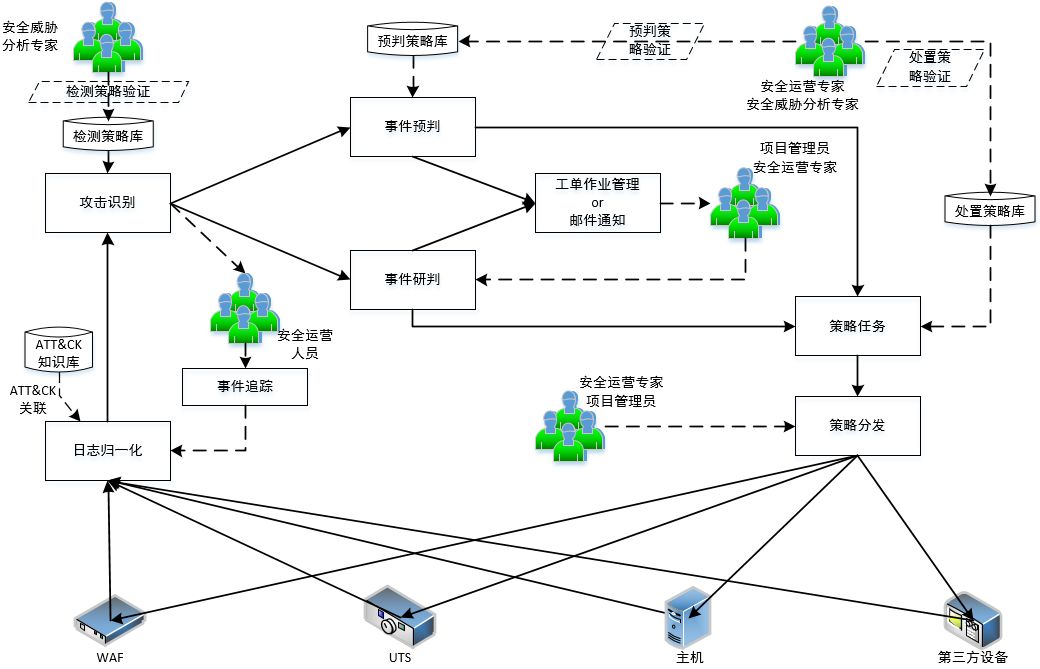 安全威胁
分析专家
检测策略验证
检测策略库
攻击识别
预判策略库
预判策
略验证
处置策
略验证
安全运营专家
安全威胁分析专家
事件预判
工单作业管理
or
邮件通知
项目管理员
安全运营专家
处置策略库
事件研判
安全运营
人员
策略任务
ATT&CK
知识库
ATT&CK
关联
事件追踪
安全运营专家
项目管理员
策略分发
日志归一化
WAF
UTS
主机
第三方设备